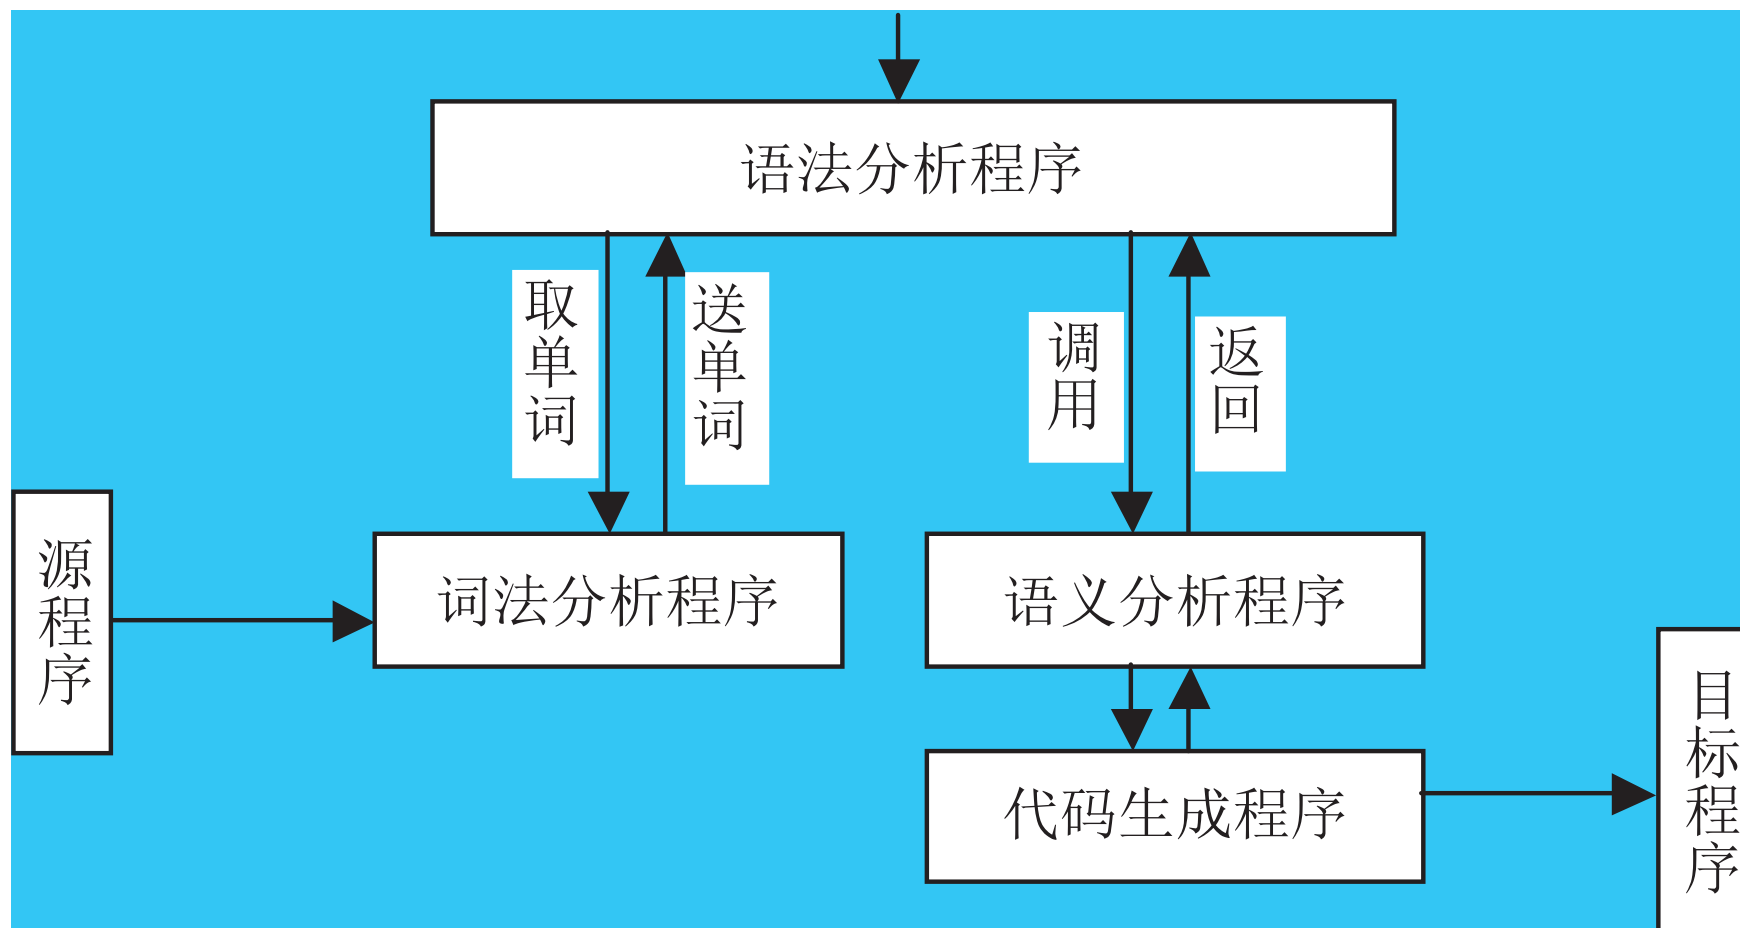 语法分析程序
取单词
送单词
调用
返回
源程序
词法分析程序
语义分析程序
目标程序
代码生成程序